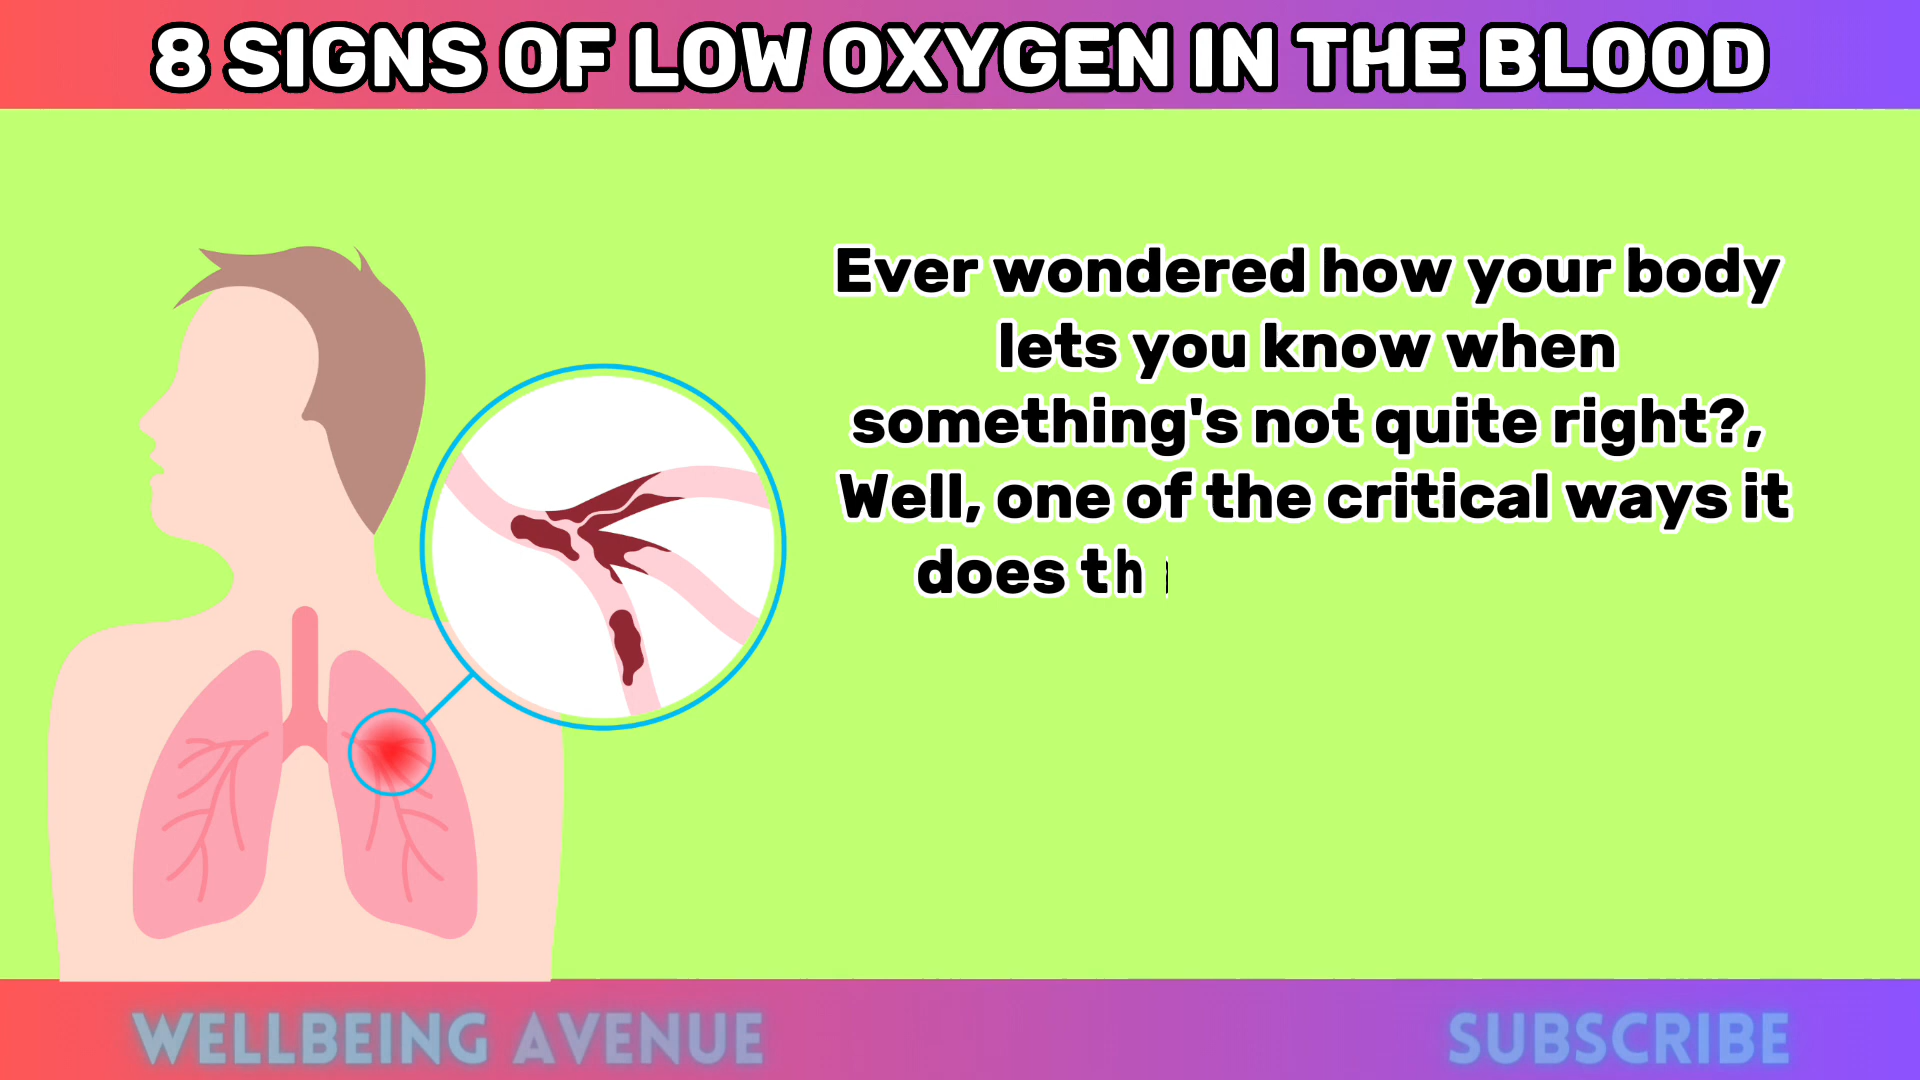 8 SIGNS OF LOW OXYGEN IN THE BLOOD
Ever wondered how your body
lets you know when
something's not quite right?,
Well, one of the critical ways it
does th
WELLBEING AVENUE
SUBSCRIBE